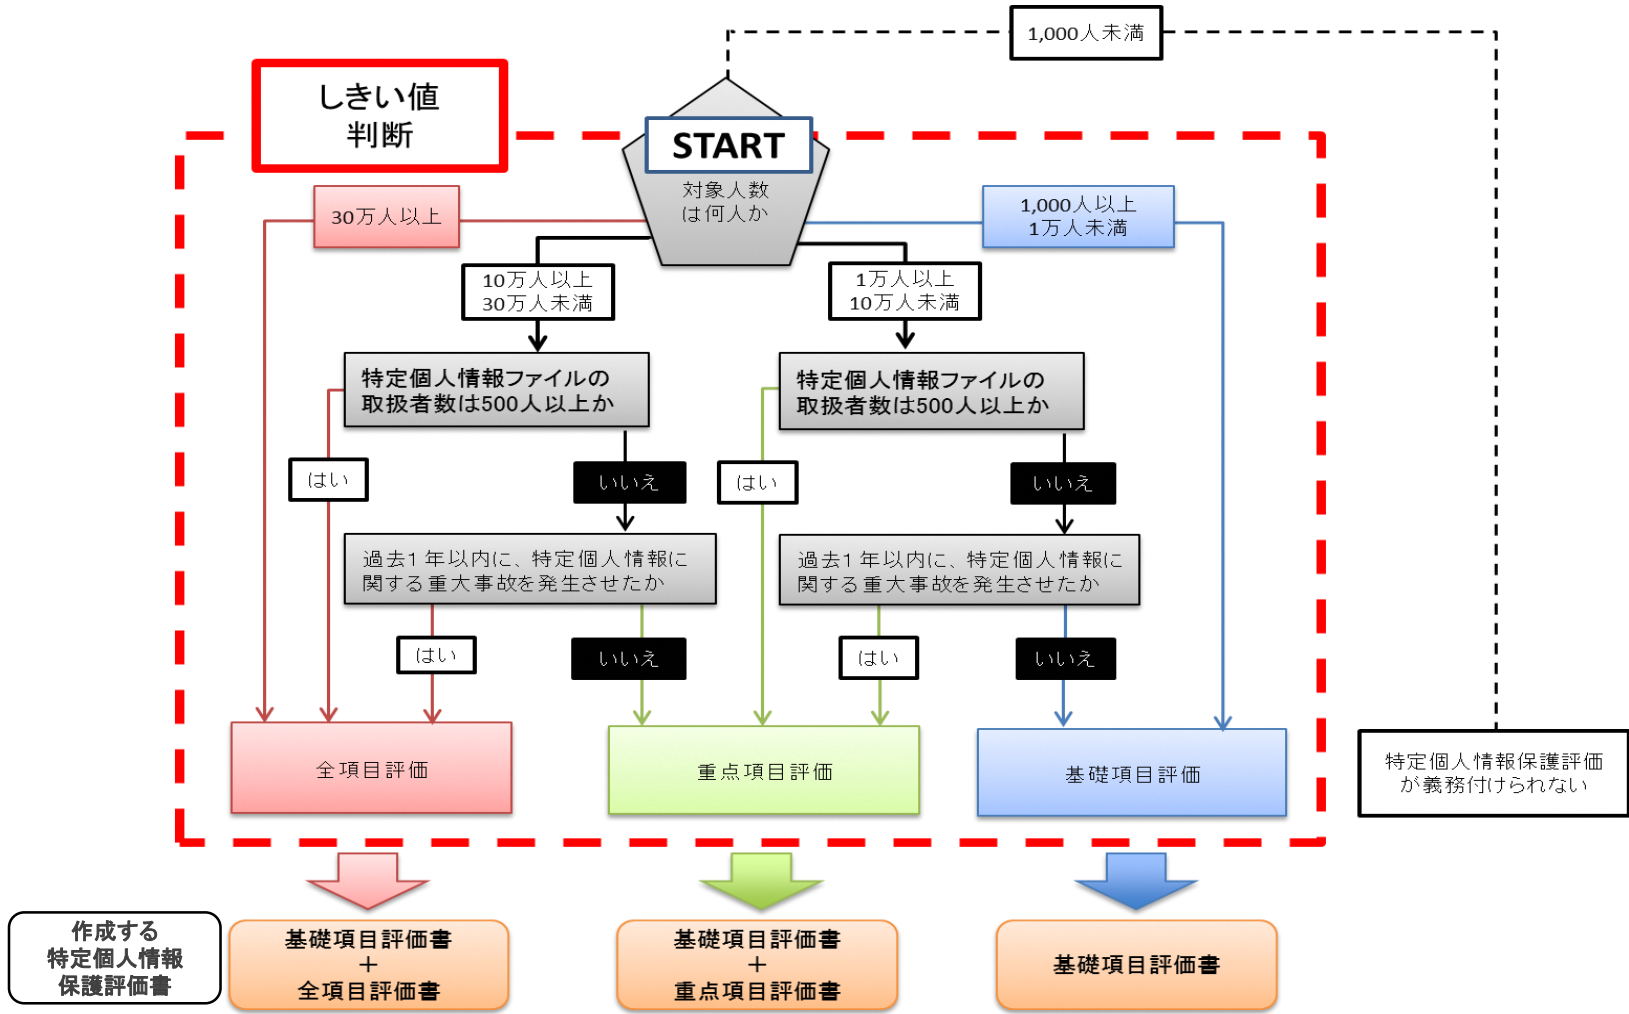 1,000人未満
しきい値
判断
START
対象人数
は何人か
30万人以上
1,000人以上
1万人未満
10万人以上
30万人未満
1万人以上
10万人未満
特定個人情報ファイルの
取扱者数は500人以上か
特定個人情報ファイルの
取扱者数は500人以上か
はい
いいえ
はい
いいえ
過去1年以内に、特定個人情報に
関する重大事故を発生させたか
過去1年以内に、特定個人情報に
関する重大事故を発生させたか
はい
いいえ
はい
いいえ
全項目評価
重点項目評価
基礎項目評価
特定個人情報保護評価
が義務付けられない
作成する
特定個人情報
保護評価書
基礎項目評価書
+
全項目評価書
基礎項目評価書
+
重点項目評価書
基礎項目評価書